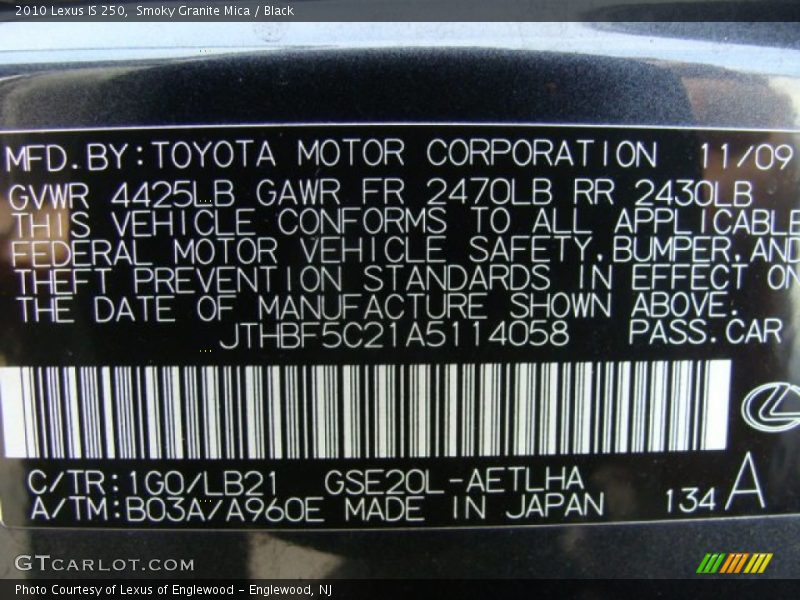 2010 Lexus IS 250, Smoky Granite Mica / Black
MFD.BY:TOYOTA MOTOR CORPORATION 11/09
GVWR 4425LB GAWR FR 2470LB RR 2430LB
THIS VEHICLE CONFORMS TO ALL APPLICABLE
FEDERAL MOTOR VEHICLE SAFETY,BUMPER,AND
THEFT PREVENTION STANDARDS IN EFFECT ON
THE DATE OF MANUFACTURE SHOWN ABOVE.
JTHBF5C21A5114058 PASS.CAR
C/TR:1G0/LB21 GSE20L-AETLHA
A/TM:B03A/A960E MADE IN JAPAN 134 A
GTCARLOT.COM
Photo Courtesy of Lexus of Englewood - Englewood, NJ